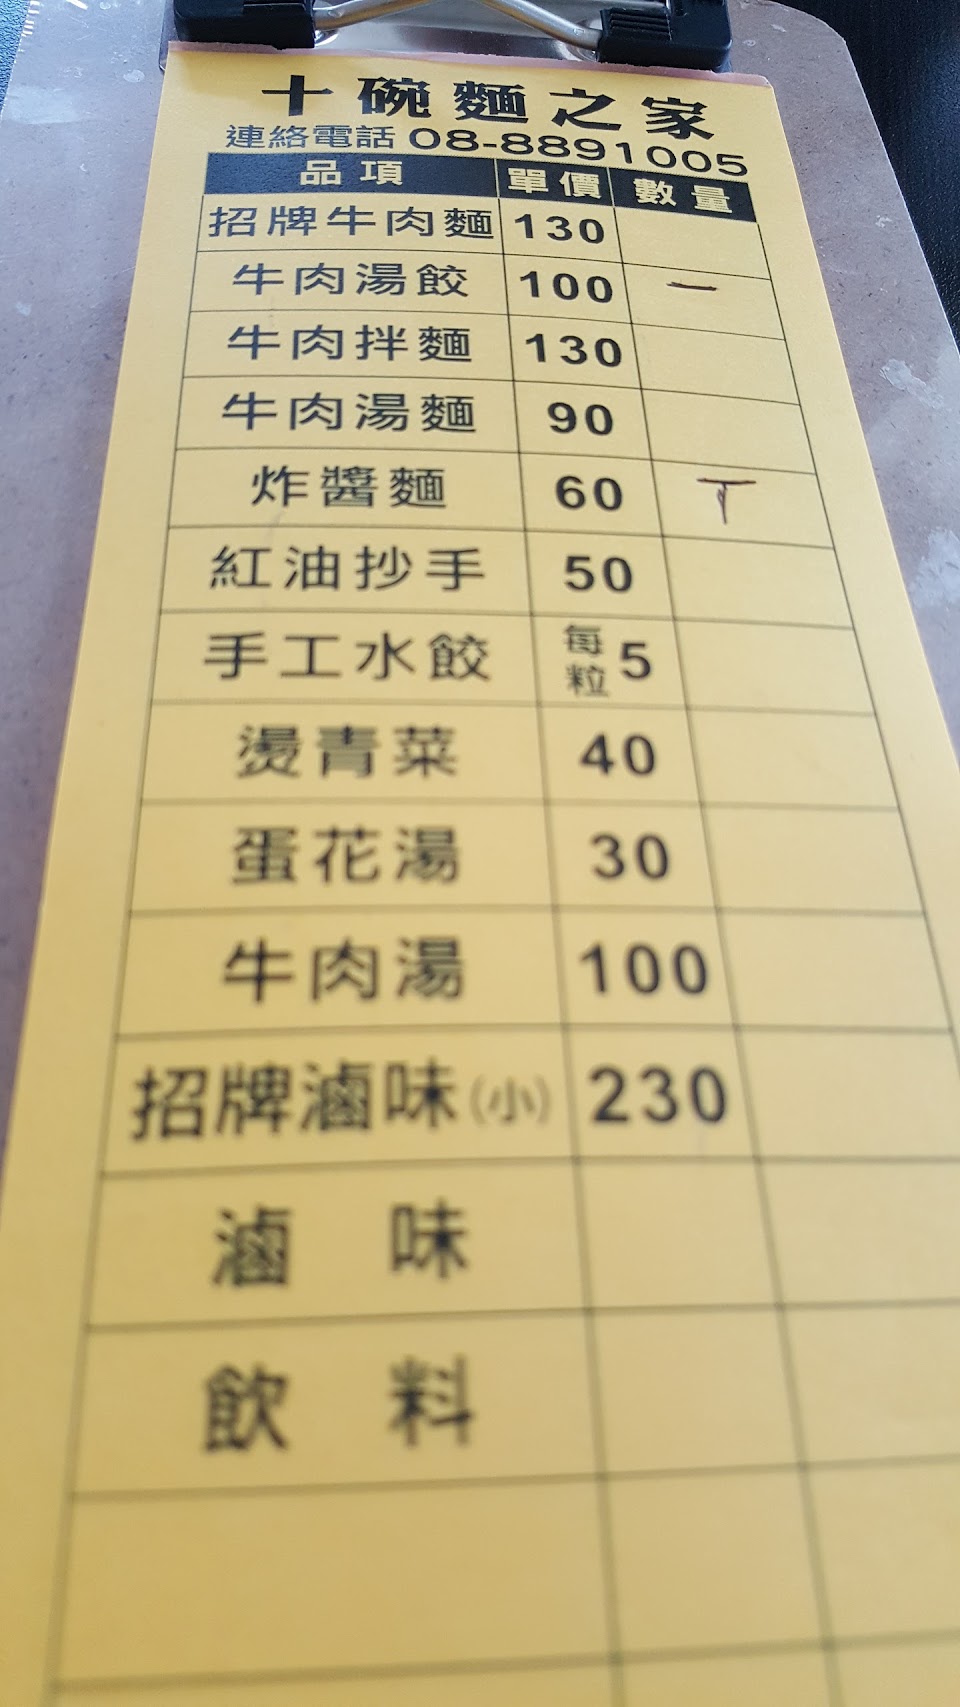 十碗麵之家
連絡電話 08-8891005
品項 單價 數量
招牌牛肉麵 130
牛肉湯餃 100 一
牛肉拌麵 130
牛肉湯麵 90
炸醬麵 60 丅
紅油抄手 50
手工水餃 每粒 5
燙青菜 40
蛋花湯 30
牛肉湯 100
招牌滷味(小) 230
滷味
飲料